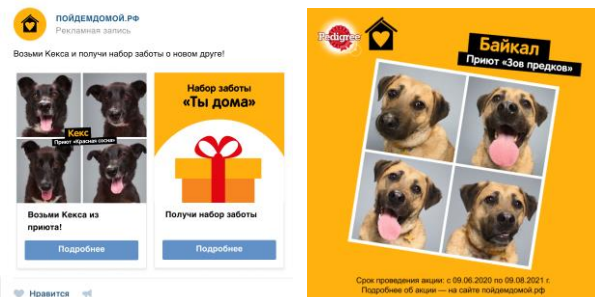 ПОЙДЕМДОМОЙ.РФ
Рекламная запись
Возьми Кекса и получи набор заботы о новом друге!
Кекс
Приют «Красная сосна»
Возьми Кекса из
приюта!
Подробнее
Набор заботы
«Ты дома»
Получи набор заботы
Подробнее
Нравится
Pedigree
Байкал
Приют «Зов предков»
Срок проведения акции: с 09.06.2020 по 09.08.2021 г.
Подробнее об акции — на сайте пойдемдомой.рф